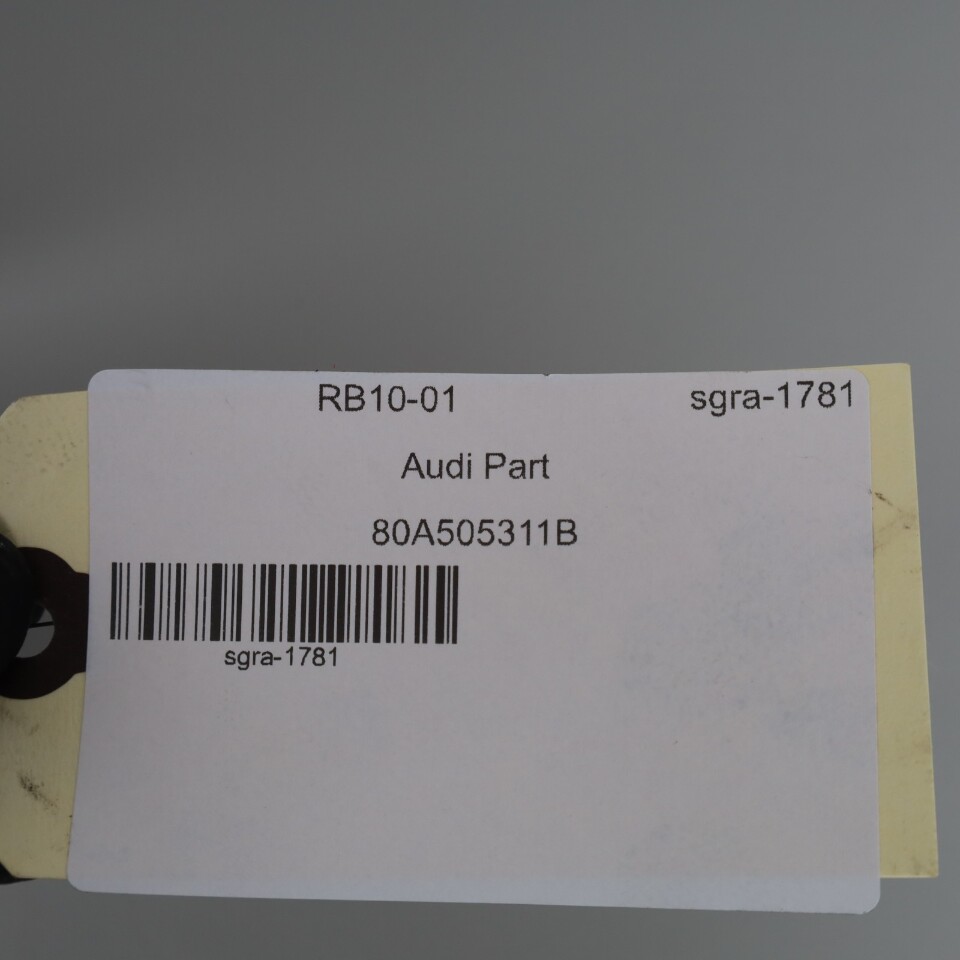 RB10-01 sgra-1781
Audi Part
80A505311B
sgra-1781